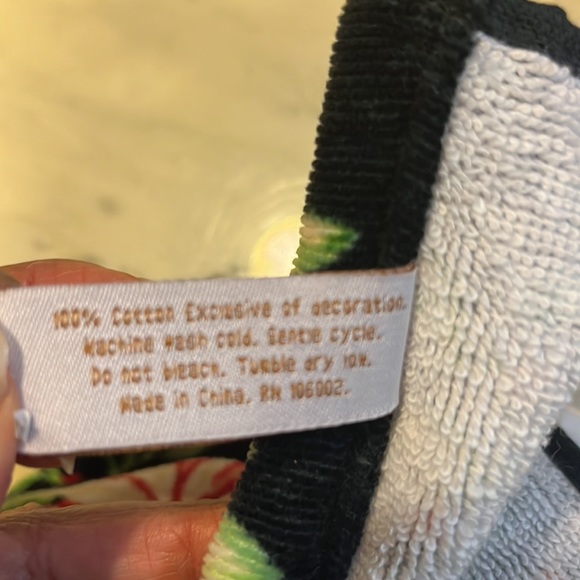 100% Cotton Exclusive of decoration.
Machine wash cold. Gentle cycle.
Do not bleach. Tumble dry low.
Made in China. RN 106002.